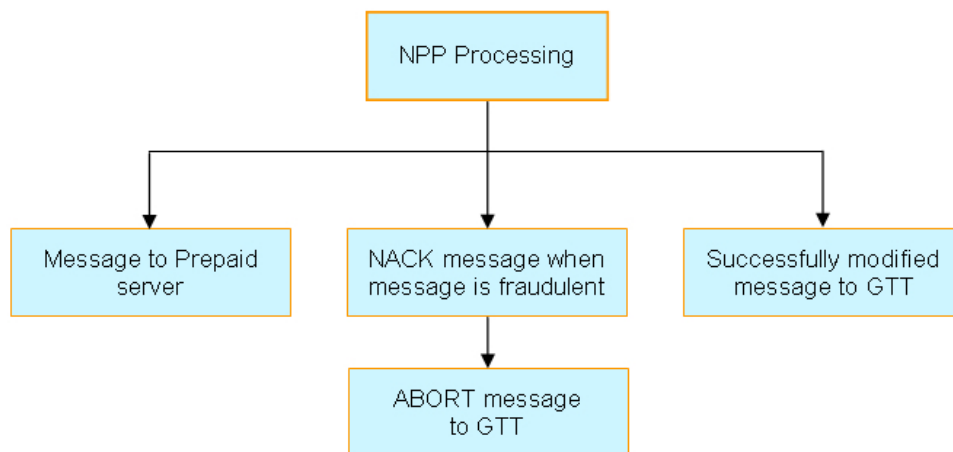 NPP Processing
Message to Prepaid
server
NACK message when
message is fraudulent
Successfully modified
message to GTT
ABORT message
to GTT